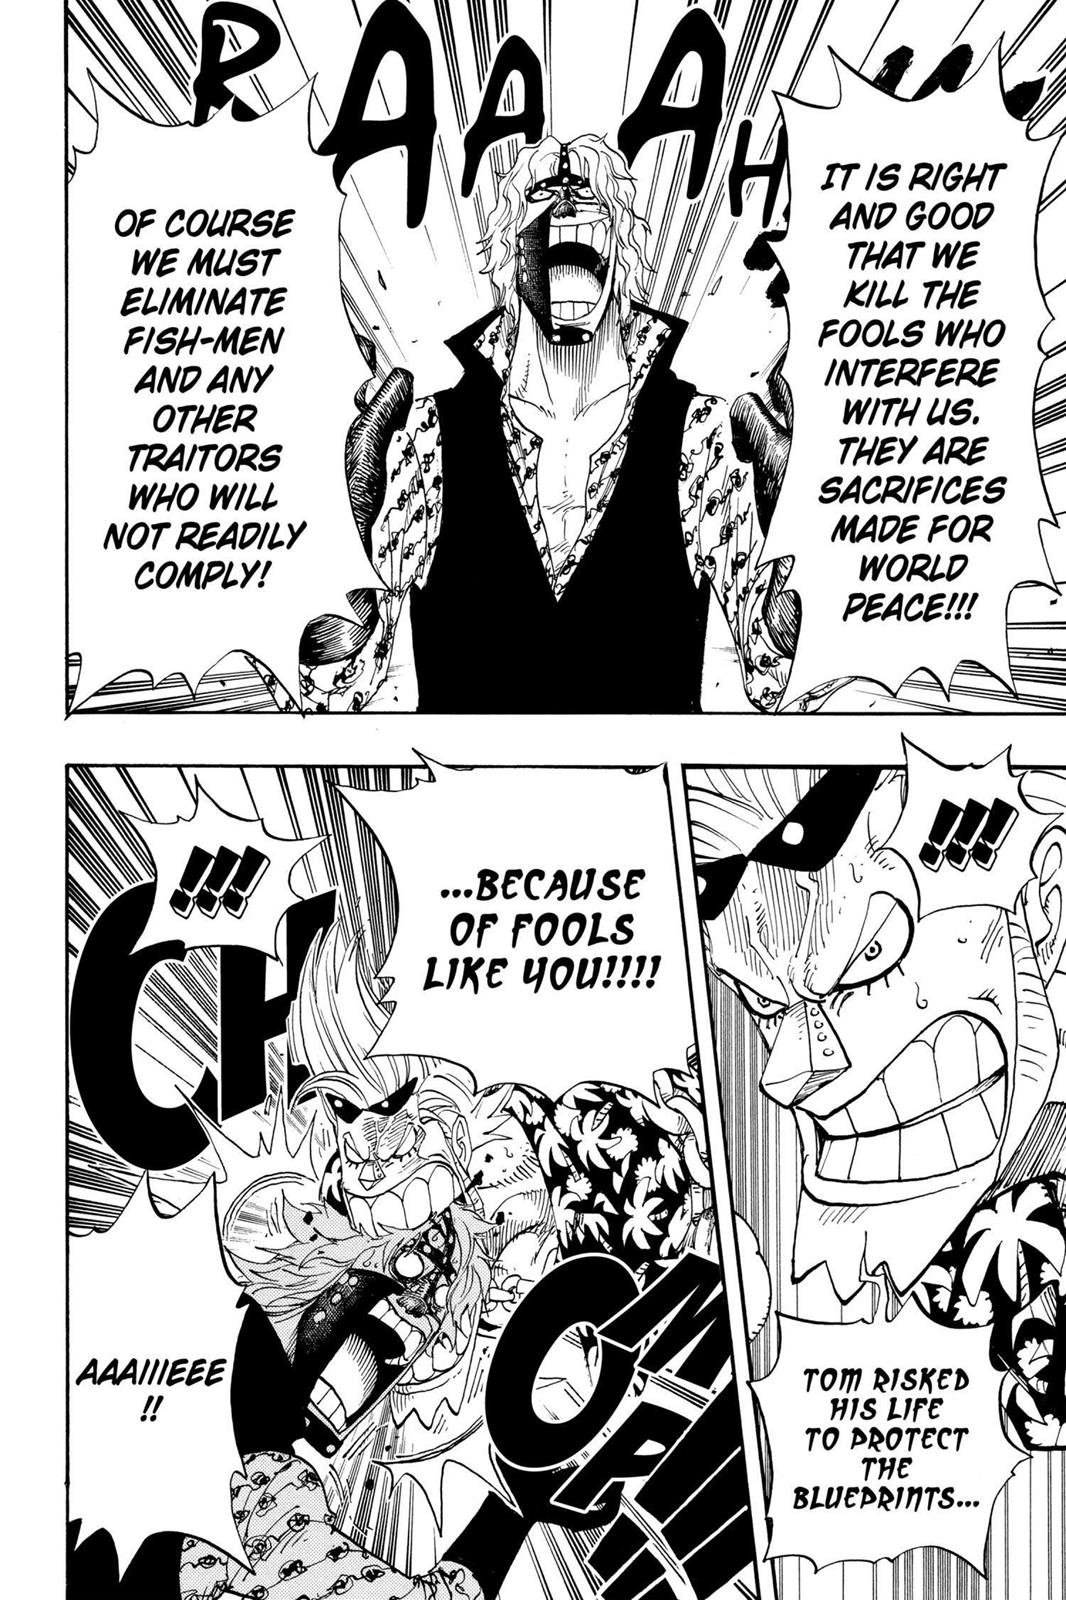 RAAAH
IT IS RIGHT
AND GOOD
THAT WE
KILL THE
FOOLS WHO
INTERFERE
WITH US.
THEY ARE
SACRIFICES
MADE FOR
WORLD
PEACE!!!
OF COURSE
WE MUST
ELIMINATE
FISH-MEN
AND ANY
OTHER
TRAITORS
WHO WILL
NOT READILY
COMPLY!
!!!
TOM RISKED
HIS LIFE
TO PROTECT
THE
BLUEPRINTS...
...BECAUSE
OF FOOLS
LIKE YOU!!!!
!!!
CHOMP!!!
AAAIIIEEE
!!